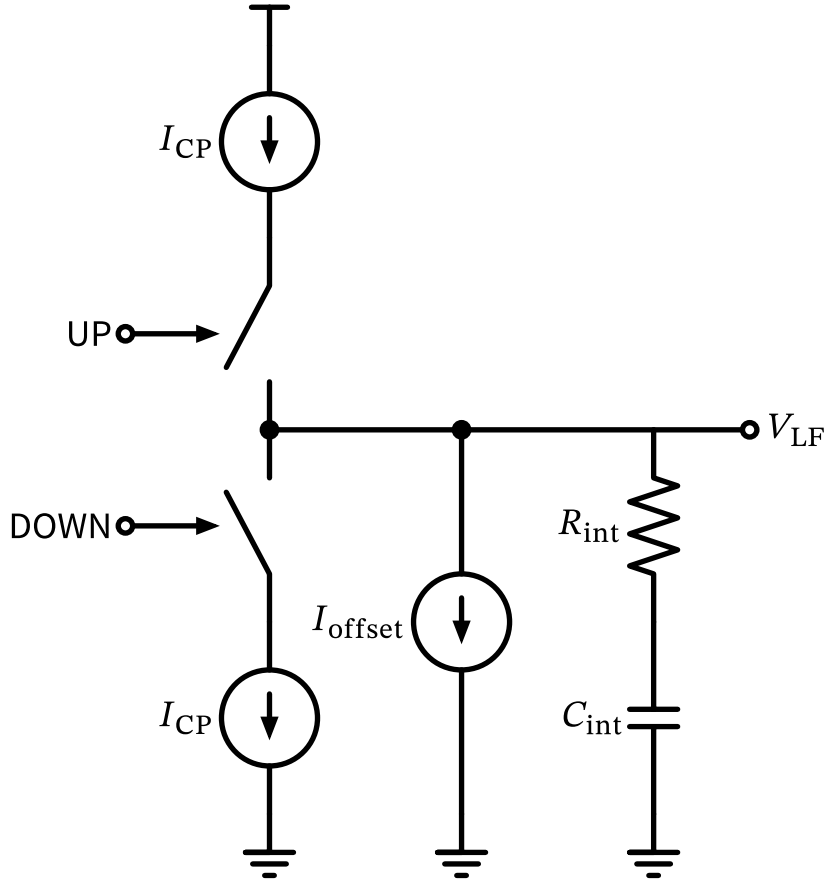 I_CP
UP
V_LF
DOWN
R_int
I_offset
I_CP
C_int